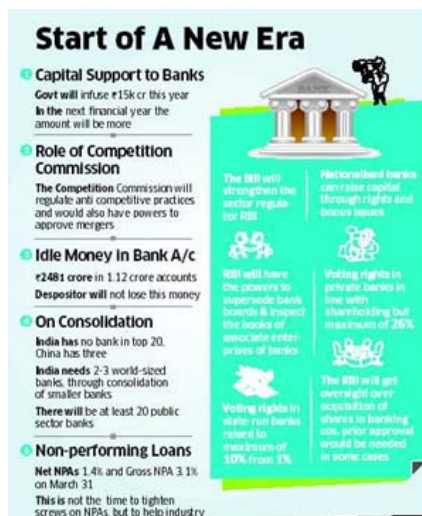 Start of A New Era
1 Capital Support to Banks
Govt will infuse ₹15k cr this year
In the next financial year the
amount will be more
2 Role of Competition
Commission
The Competition Commission will
regulate anti competitive practices
and would also have powers to
approve mergers
3 Idle Money in Bank A/c
₹2481 crore in 1.12 crore accounts
Despositor will not lose this money
4 On Consolidation
India has no bank in top 20,
China has three
India needs 2-3 world-sized
banks, through consolidation
of smaller banks
There will be at least 20 public
sector banks
5 Non-performing Loans
Net NPAs 1.4% and Gross NPA 3.1%
on March 31
This is not the time to tighten
screws on NPAs, but to help industry
BANK
The Bill will
strengthen the
sector regula-
tor RBI
Nationalised banks
can raise capital
through rights and
bonus issues
RBI will have
the powers to
supersede bank
boards & inspect
the books of
associate enter-
prises of banks
Voting rights in
private banks in
line with
shareholding but
maximum of 26%
Voting rights in
state run banks
raised to
maximum of
10% from 1%
The RBI will get
oversight over
acquisition of
shares in banking
cos, prior approval
would be needed
in some cases